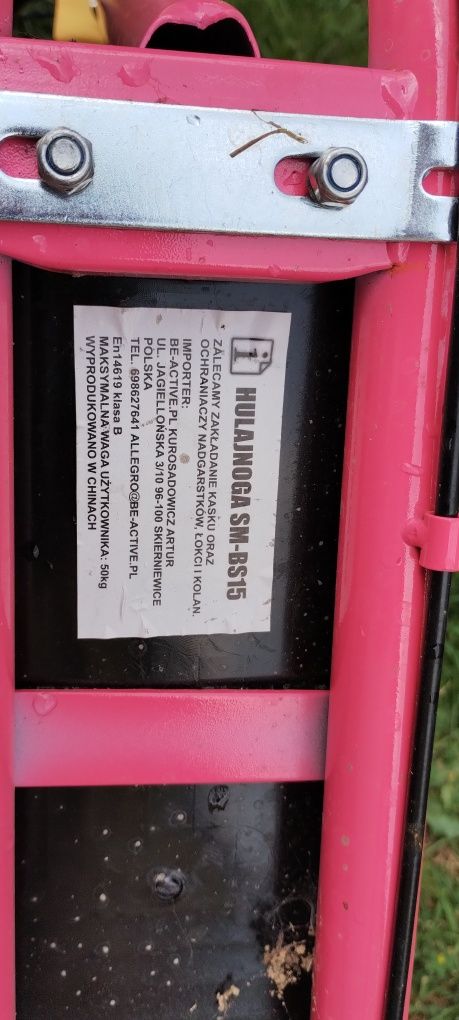 i HULAJNOGA SM-BS15
ZALECAMY ZAKŁADANIE KASKU ORAZ
OCHRANIACZY NADGARSTKÓW, ŁOKCI I KOLAN.
IMPORTER:
BE-ACTIVE.PL KUROSADOWICZ ARTUR
UL. JAGIELLOŃSKA 3/10 96-100 SKIERNIEWICE
POLSKA
TEL. 698627641 ALLEGRO@BE-ACTIVE.PL
En14619 klasa B
MAKSYMALNA WAGA UŻYTKOWNIKA: 50kg
WYPRODUKOWANO W CHINACH